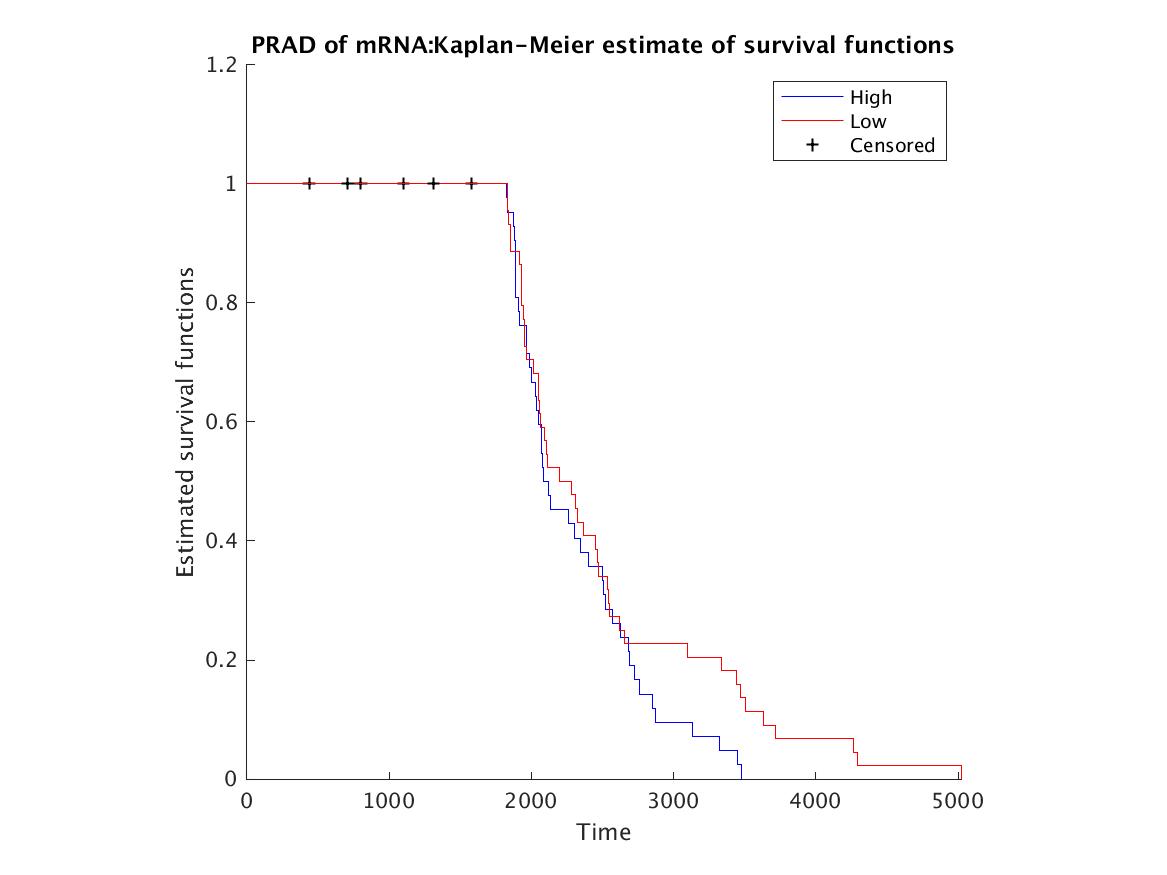 PRAD of mRNA:Kaplan-Meier estimate of survival functions
1.2
1
0.8
0.6
0.4
0.2
0
Estimated survival functions
High
Low
Censored
0 1000 2000 3000 4000 5000
Time